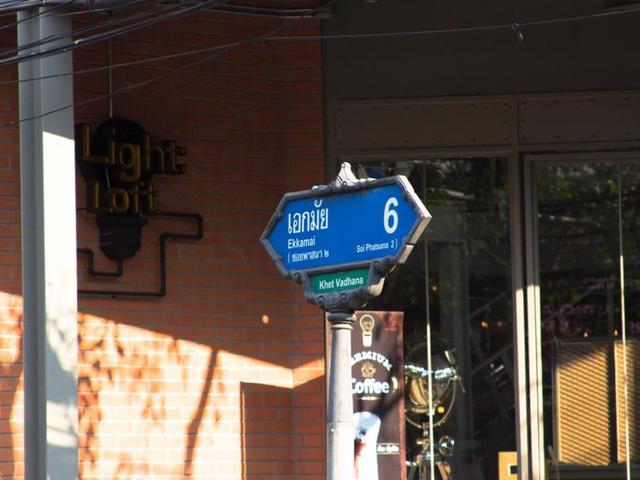 Light
Loft
เอกมัย 6
Ekkamai
(ซอยพาสนา ๒ Soi Phatsana 2)
Khet Vadhana
PREMIUM
Coffee